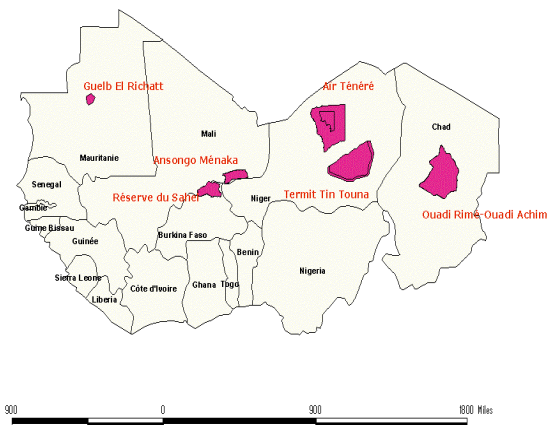 Guelb El Richatt
Air Ténéré
Mali
Chad
Mauritanie
Ansongo Ménaka
Senegal
Réserve du Sahel
Niger
Termit Tin Touna
Gambie
Ouadi Rimé-Ouadi Achim
Guine Bissau
Guinée
Burkina Faso
Benin
Nigeria
Sierra Leone
Côte d'Ivoire
Ghana
Togo
Liberia
900 0 900 1800 Miles